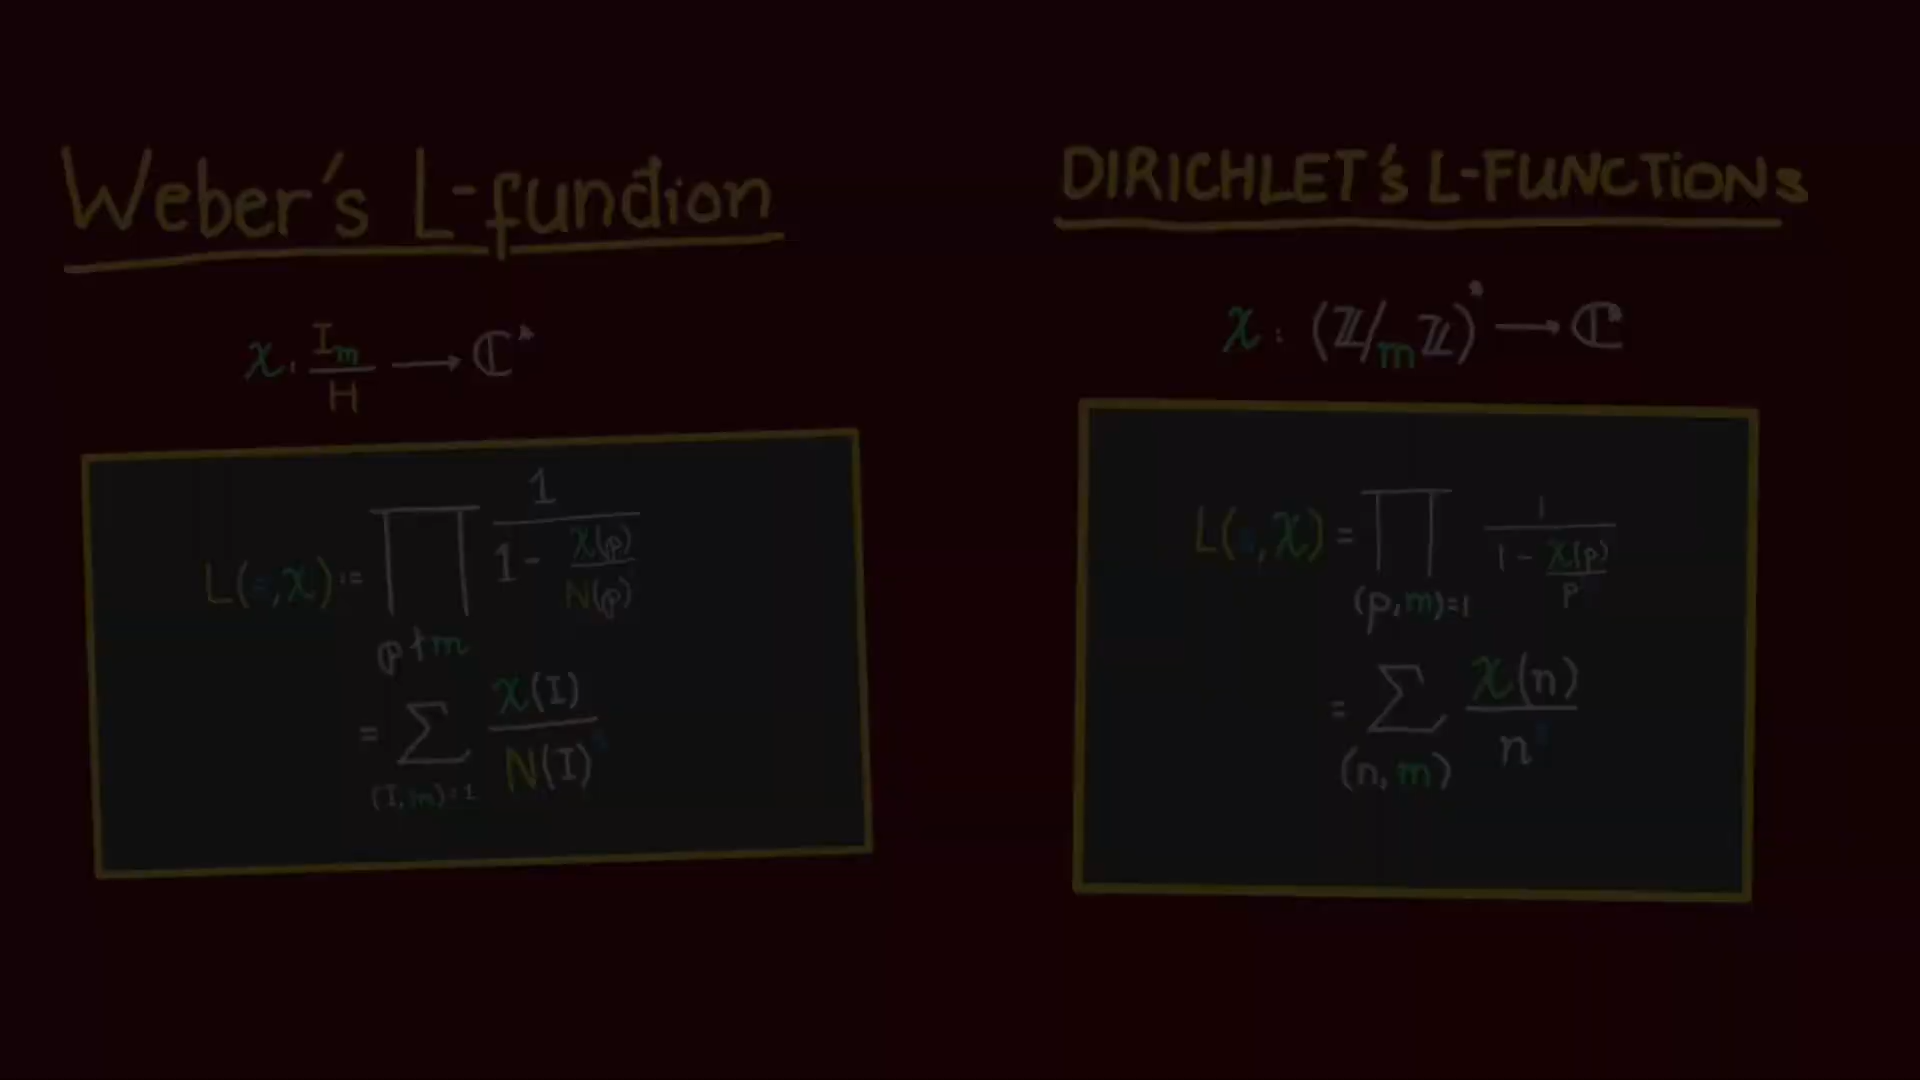 Weber's L-function
χ: I_m/H → ℂ*
L(s,χ) := ∏_{p∤m} 1/(1 - χ(p)/N(p))
= ∑_{(I,m)=1} χ(I)/N(I)^s
DIRICHLET's L-FUNCTIONS
χ: (ℤ/mℤ)* → ℂ*
L(s,χ) = ∏_{(p,m)=1} 1/(1 - χ(p)/p)
= ∑_{(n,m)} χ(n)/n^s